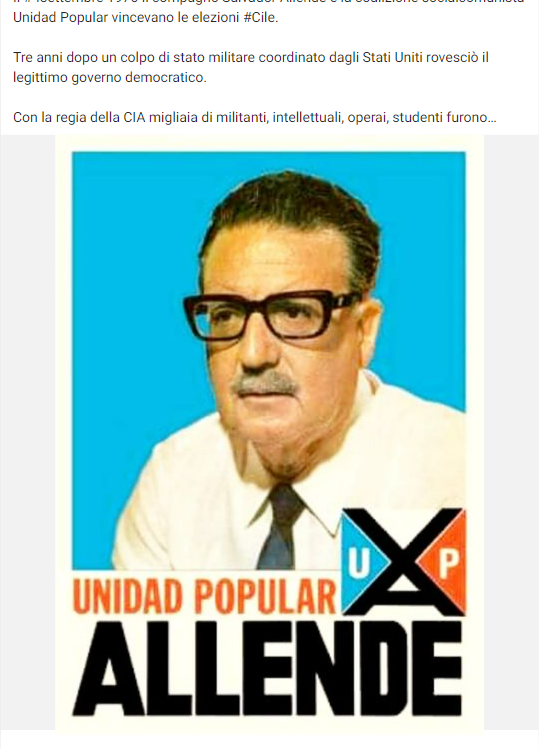 Unidad Popular vincevano le elezioni #Cile.
Tre anni dopo un colpo di stato militare coordinato dagli Stati Uniti rovesciò il
legittimo governo democratico.
Con la regia della CIA migliaia di militanti, intellettuali, operai, studenti furono...
U P
UNIDAD POPULAR
ALLENDE